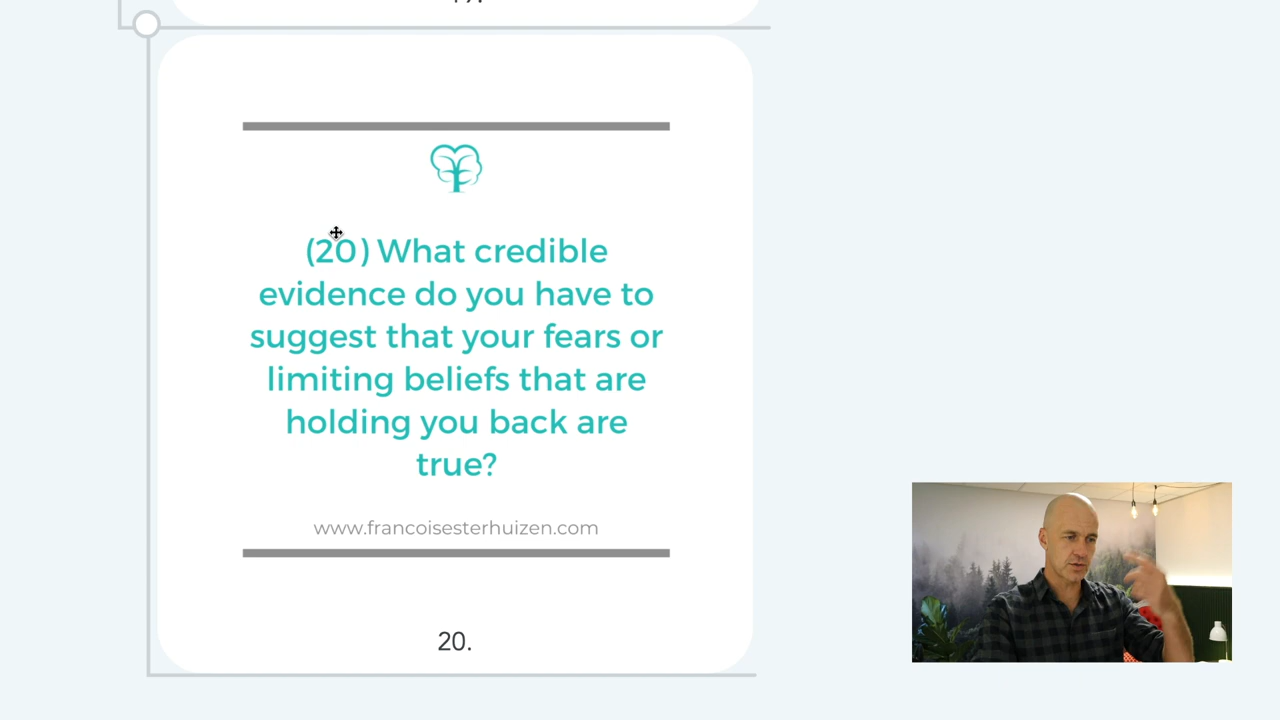 (20) What credible
evidence do you have to
suggest that your fears or
limiting beliefs that are
holding you back are
true?
www.francoisesterhuizen.com
20.